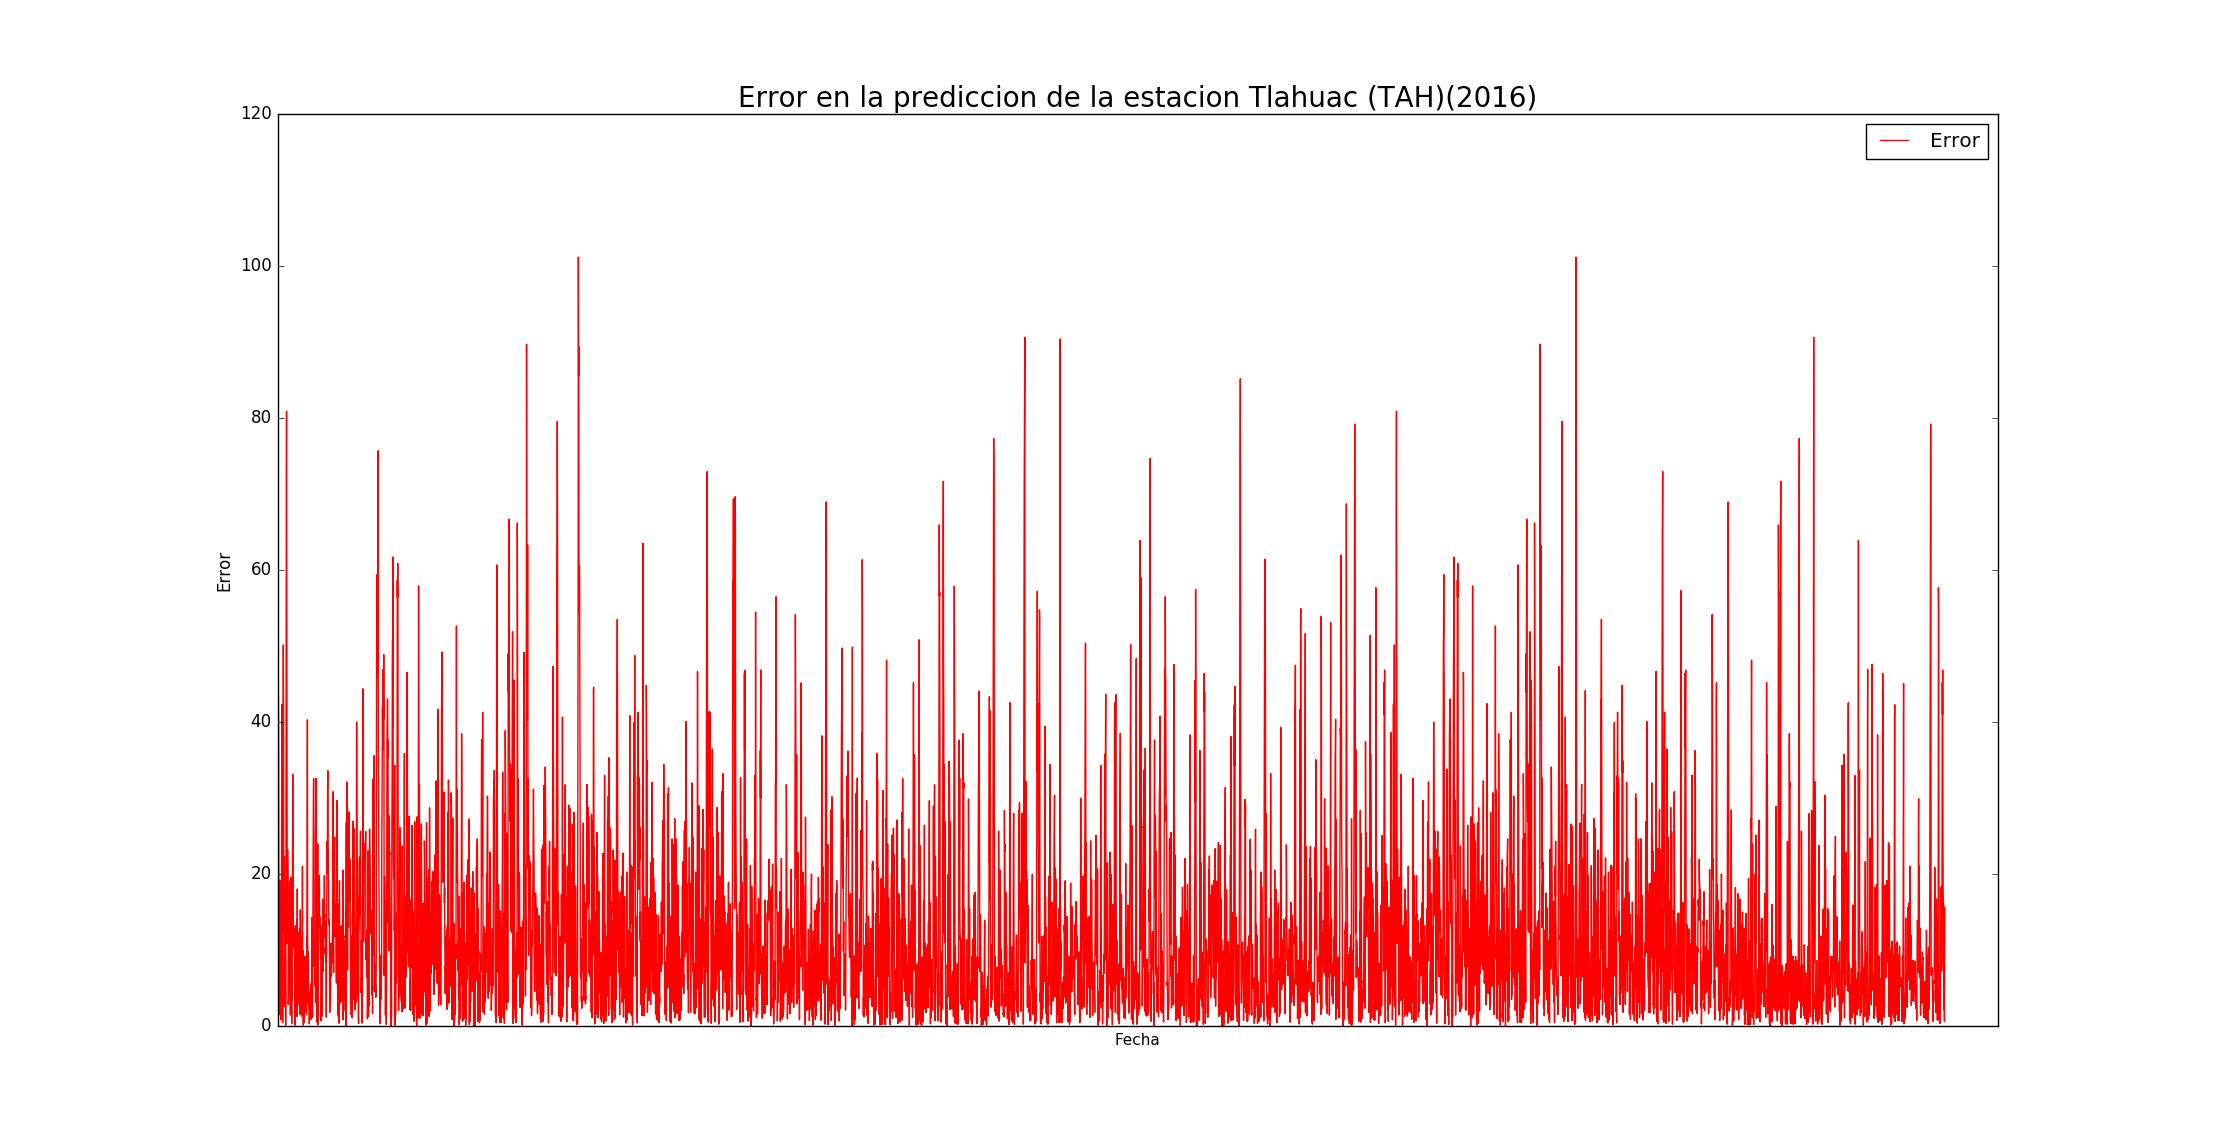 Error en la prediccion de la estacion Tlahuac (TAH)(2016)
Error
120
100
80
60
40
20
0
Error
Fecha